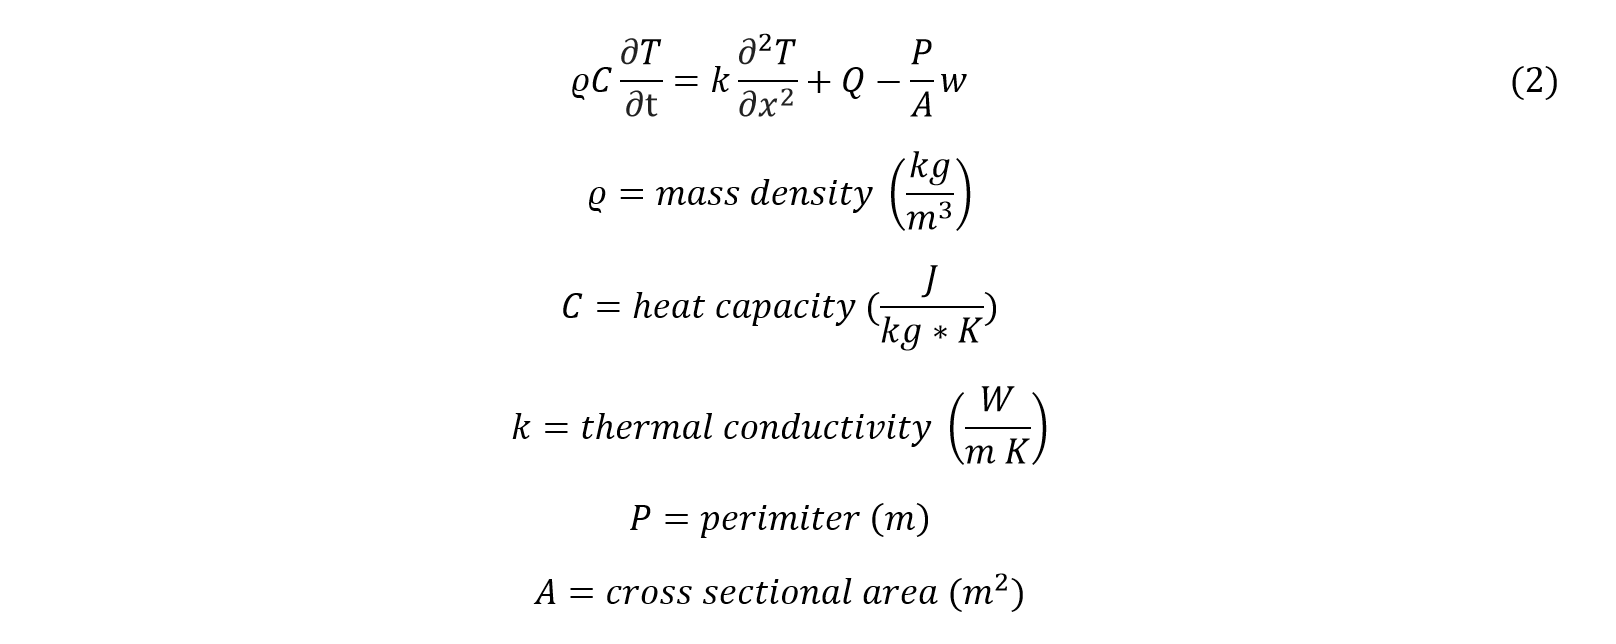 ϱC ∂T/∂t = k ∂²T/∂x² + Q − P/A w (2)
ϱ = mass density (kg/m³)
C = heat capacity (J/kg ∗ K)
k = thermal conductivity (W/m K)
P = perimiter (m)
A = cross sectional area (m²)